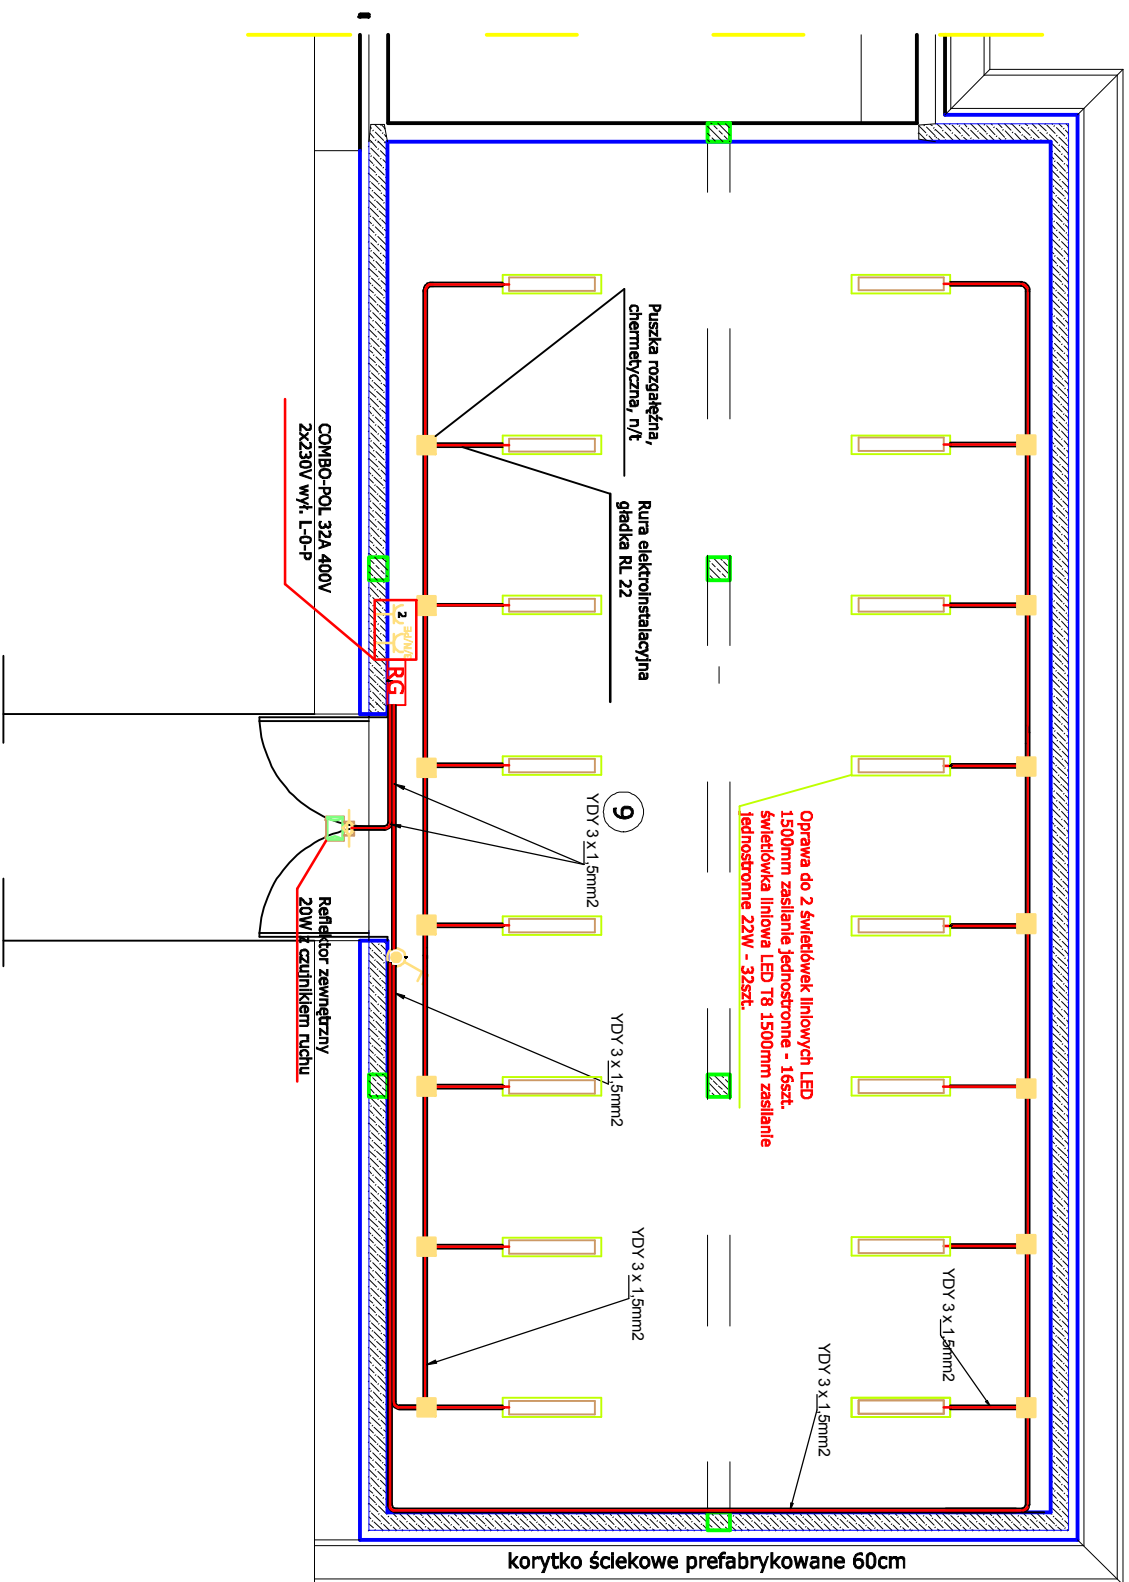 Puszka rozgałęźna,
chermetyczna, n/t
Rura elektroinstalacyjna
gładka RL 22
COMBO-POL 32A 400V
2x230V wył. L-0-P
2
RG
9
YDY 3 x 1,5mm2
Oprawa do 2 świetlówek liniowych LED
1500mm zasilanie jednostronne - 16szt.
świetlówka liniowa LED T8 1500mm zasilanie
jednostronne 22W - 32szt.
Reflektor zewnętrzny
20W z czujnikiem ruchu
YDY 3 x 1,5mm2
YDY 3 x 1,5mm2
YDY 3 x 1,5mm2
YDY 3 x 1,5mm2
korytko ściekowe prefabrykowane 60cm